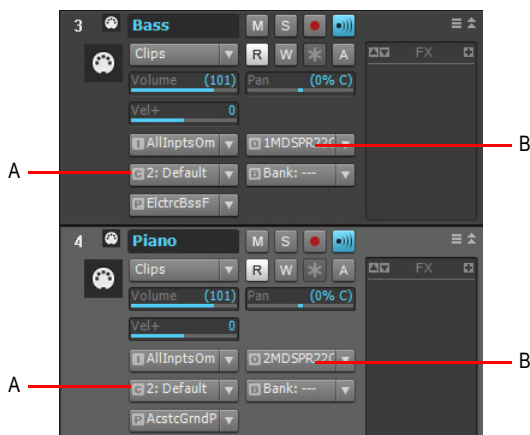 3 Bass M S
Clips R W * A
Volume (101) Pan (0% C) FX
Vel+ 0
I AllInptsOm O 1MDSPR22C
A C 2: Default B Bank: --- B
P ElctrcBssF
4 Piano M S
Clips R W * A
Volume (101) Pan (0% C) FX
Vel+ 0
I AllInptsOm O 2MDSPR22C
A C 2: Default B Bank: --- B
P AcstcGrndP